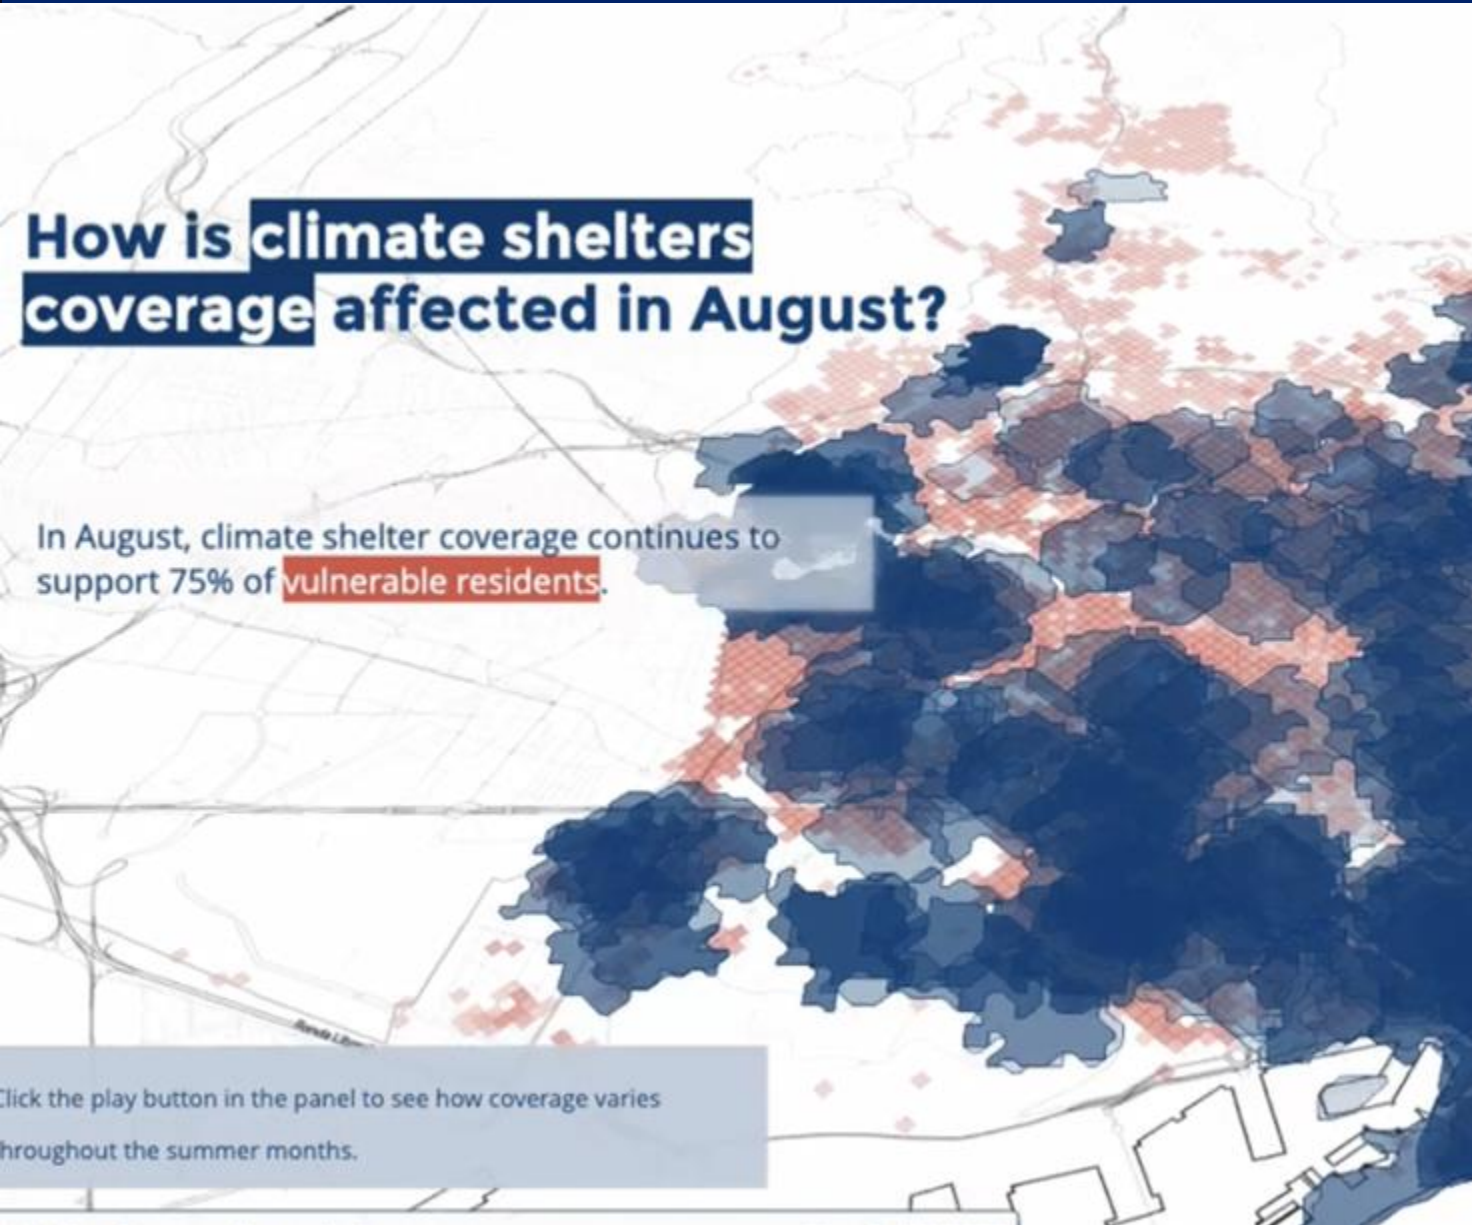 How is climate shelters
coverage affected in August?
In August, climate shelter coverage continues to
support 75% of vulnerable residents.
Click the play button in the panel to see how coverage varies
hroughout the summer months.